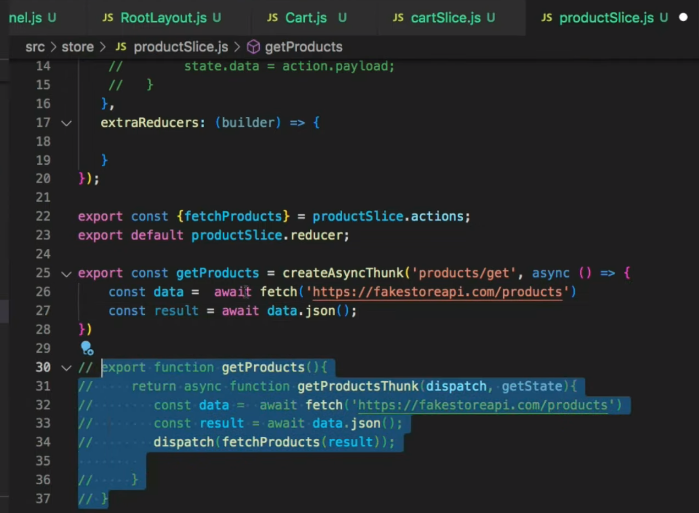 nel.js U JS RootLayout.js U JS Cart.js U JS cartSlice.js U JS productSlice.js U
src > store > JS productSlice.js > getProducts
14 // state.data = action.payload;
15 // }
16 },
17 extraReducers: (builder) => {
18
19 }
20 });
21
22 export const {fetchProducts} = productSlice.actions;
23 export default productSlice.reducer;
24
25 export const getProducts = createAsyncThunk('products/get', async () => {
26 const data = await fetch('https://fakestoreapi.com/products')
27 const result = await data.json();
28 })
29
30 // export function getProducts(){
31 // return async function getProductsThunk(dispatch, getState){
32 // const data = await fetch('https://fakestoreapi.com/products')
33 // const result = await data.json();
34 // dispatch(fetchProducts(result));
35
36 // }
37 // }